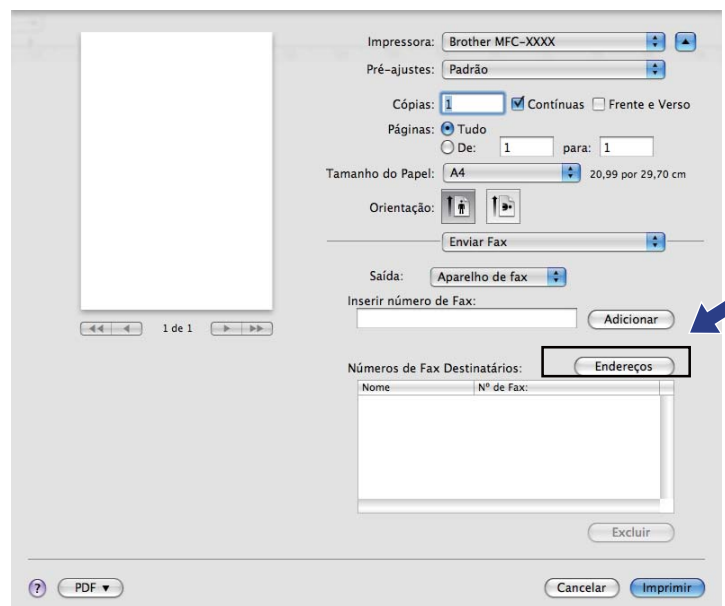 Impressora: Brother MFC-XXXX
Pré-ajustes: Padrão
Cópias: 1 Contínuas Frente e Verso
Páginas: Tudo
De: 1 para: 1
Tamanho do Papel: A4 20,99 por 29,70 cm
Orientação:
Enviar Fax
Saída: Aparelho de fax
Inserir número de Fax:
Adicionar
1 de 1
Números de Fax Destinatários: Endereços
Nome Nº de Fax:
Excluir
? PDF Cancelar Imprimir